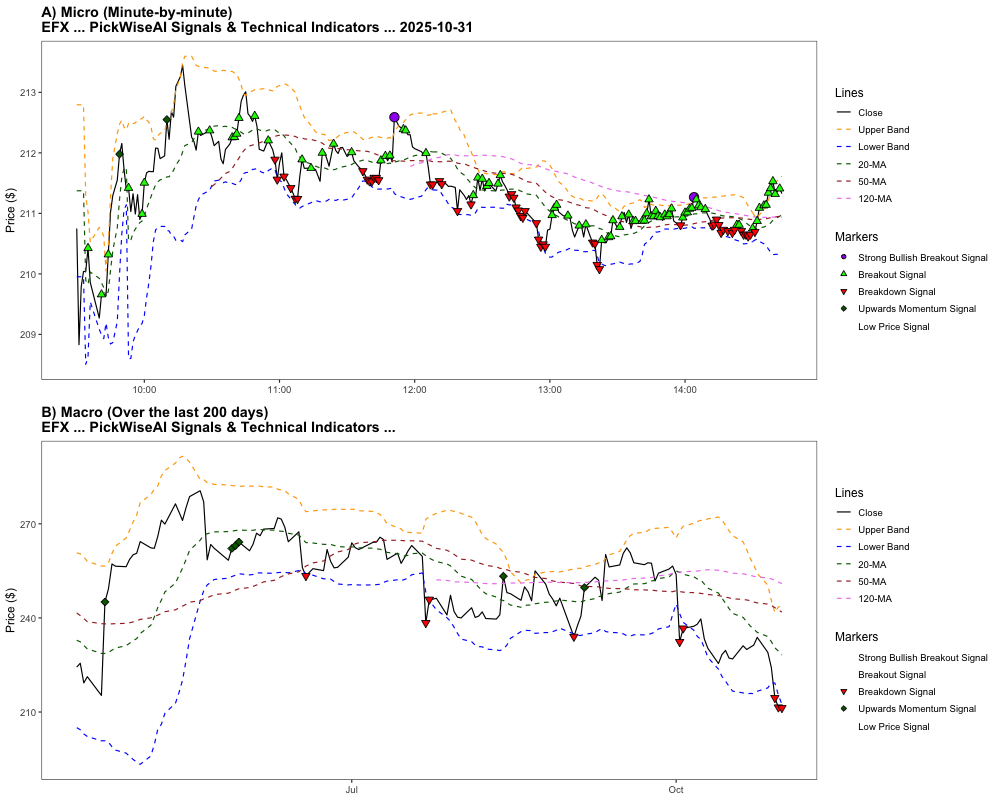 A) Micro (Minute-by-minute)
EFX ... PickWiseAI Signals & Technical Indicators ... 2025-10-31
Price ($)
213
212
211
210
209
10:00
11:00
12:00
13:00
14:00
Lines
Close
Upper Band
Lower Band
20-MA
50-MA
120-MA
Markers
Strong Bullish Breakout Signal
Breakout Signal
Breakdown Signal
Upwards Momentum Signal
Low Price Signal
B) Macro (Over the last 200 days)
EFX ... PickWiseAI Signals & Technical Indicators ...
Price ($)
270
240
210
Jul
Oct
Lines
Close
Upper Band
Lower Band
20-MA
50-MA
120-MA
Markers
Strong Bullish Breakout Signal
Breakout Signal
Breakdown Signal
Upwards Momentum Signal
Low Price Signal